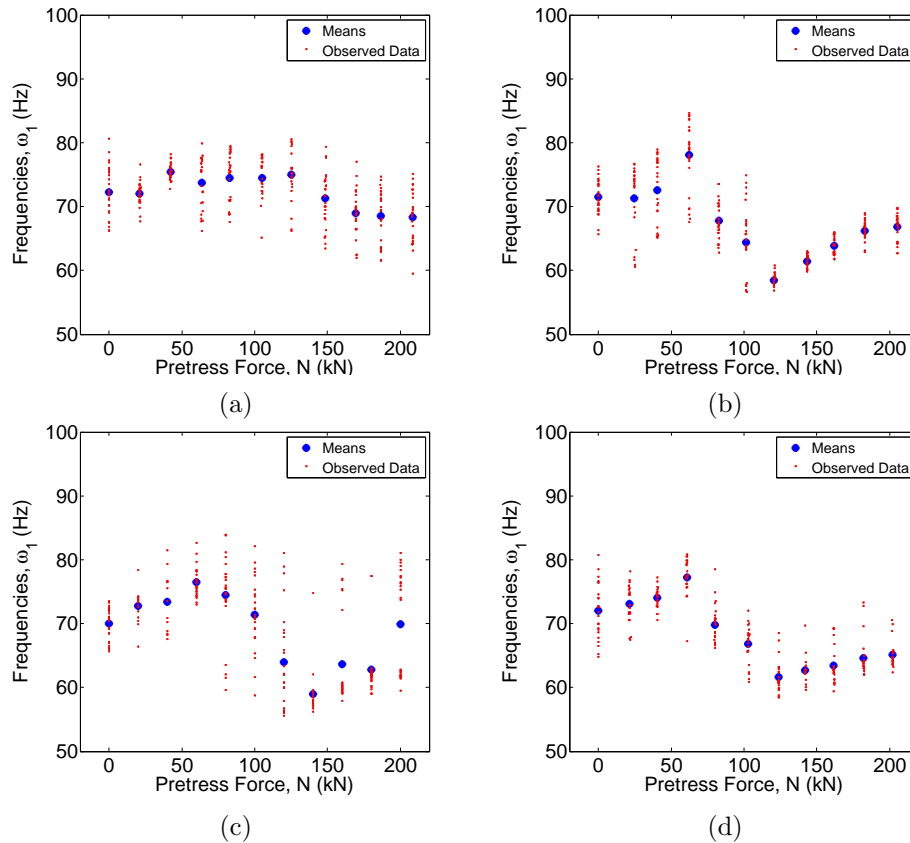 100
90
80
70
60
50
Frequencies, ω1 (Hz)
Means
Observed Data
0 50 100 150 200
Pretress Force, N (kN)
(a)
100
90
80
70
60
50
Frequencies, ω1 (Hz)
Means
Observed Data
0 50 100 150 200
Pretress Force, N (kN)
(b)
100
90
80
70
60
50
Frequencies, ω1 (Hz)
Means
Observed Data
0 50 100 150 200
Pretress Force, N (kN)
(c)
100
90
80
70
60
50
Frequencies, ω1 (Hz)
Means
Observed Data
0 50 100 150 200
Pretress Force, N (kN)
(d)